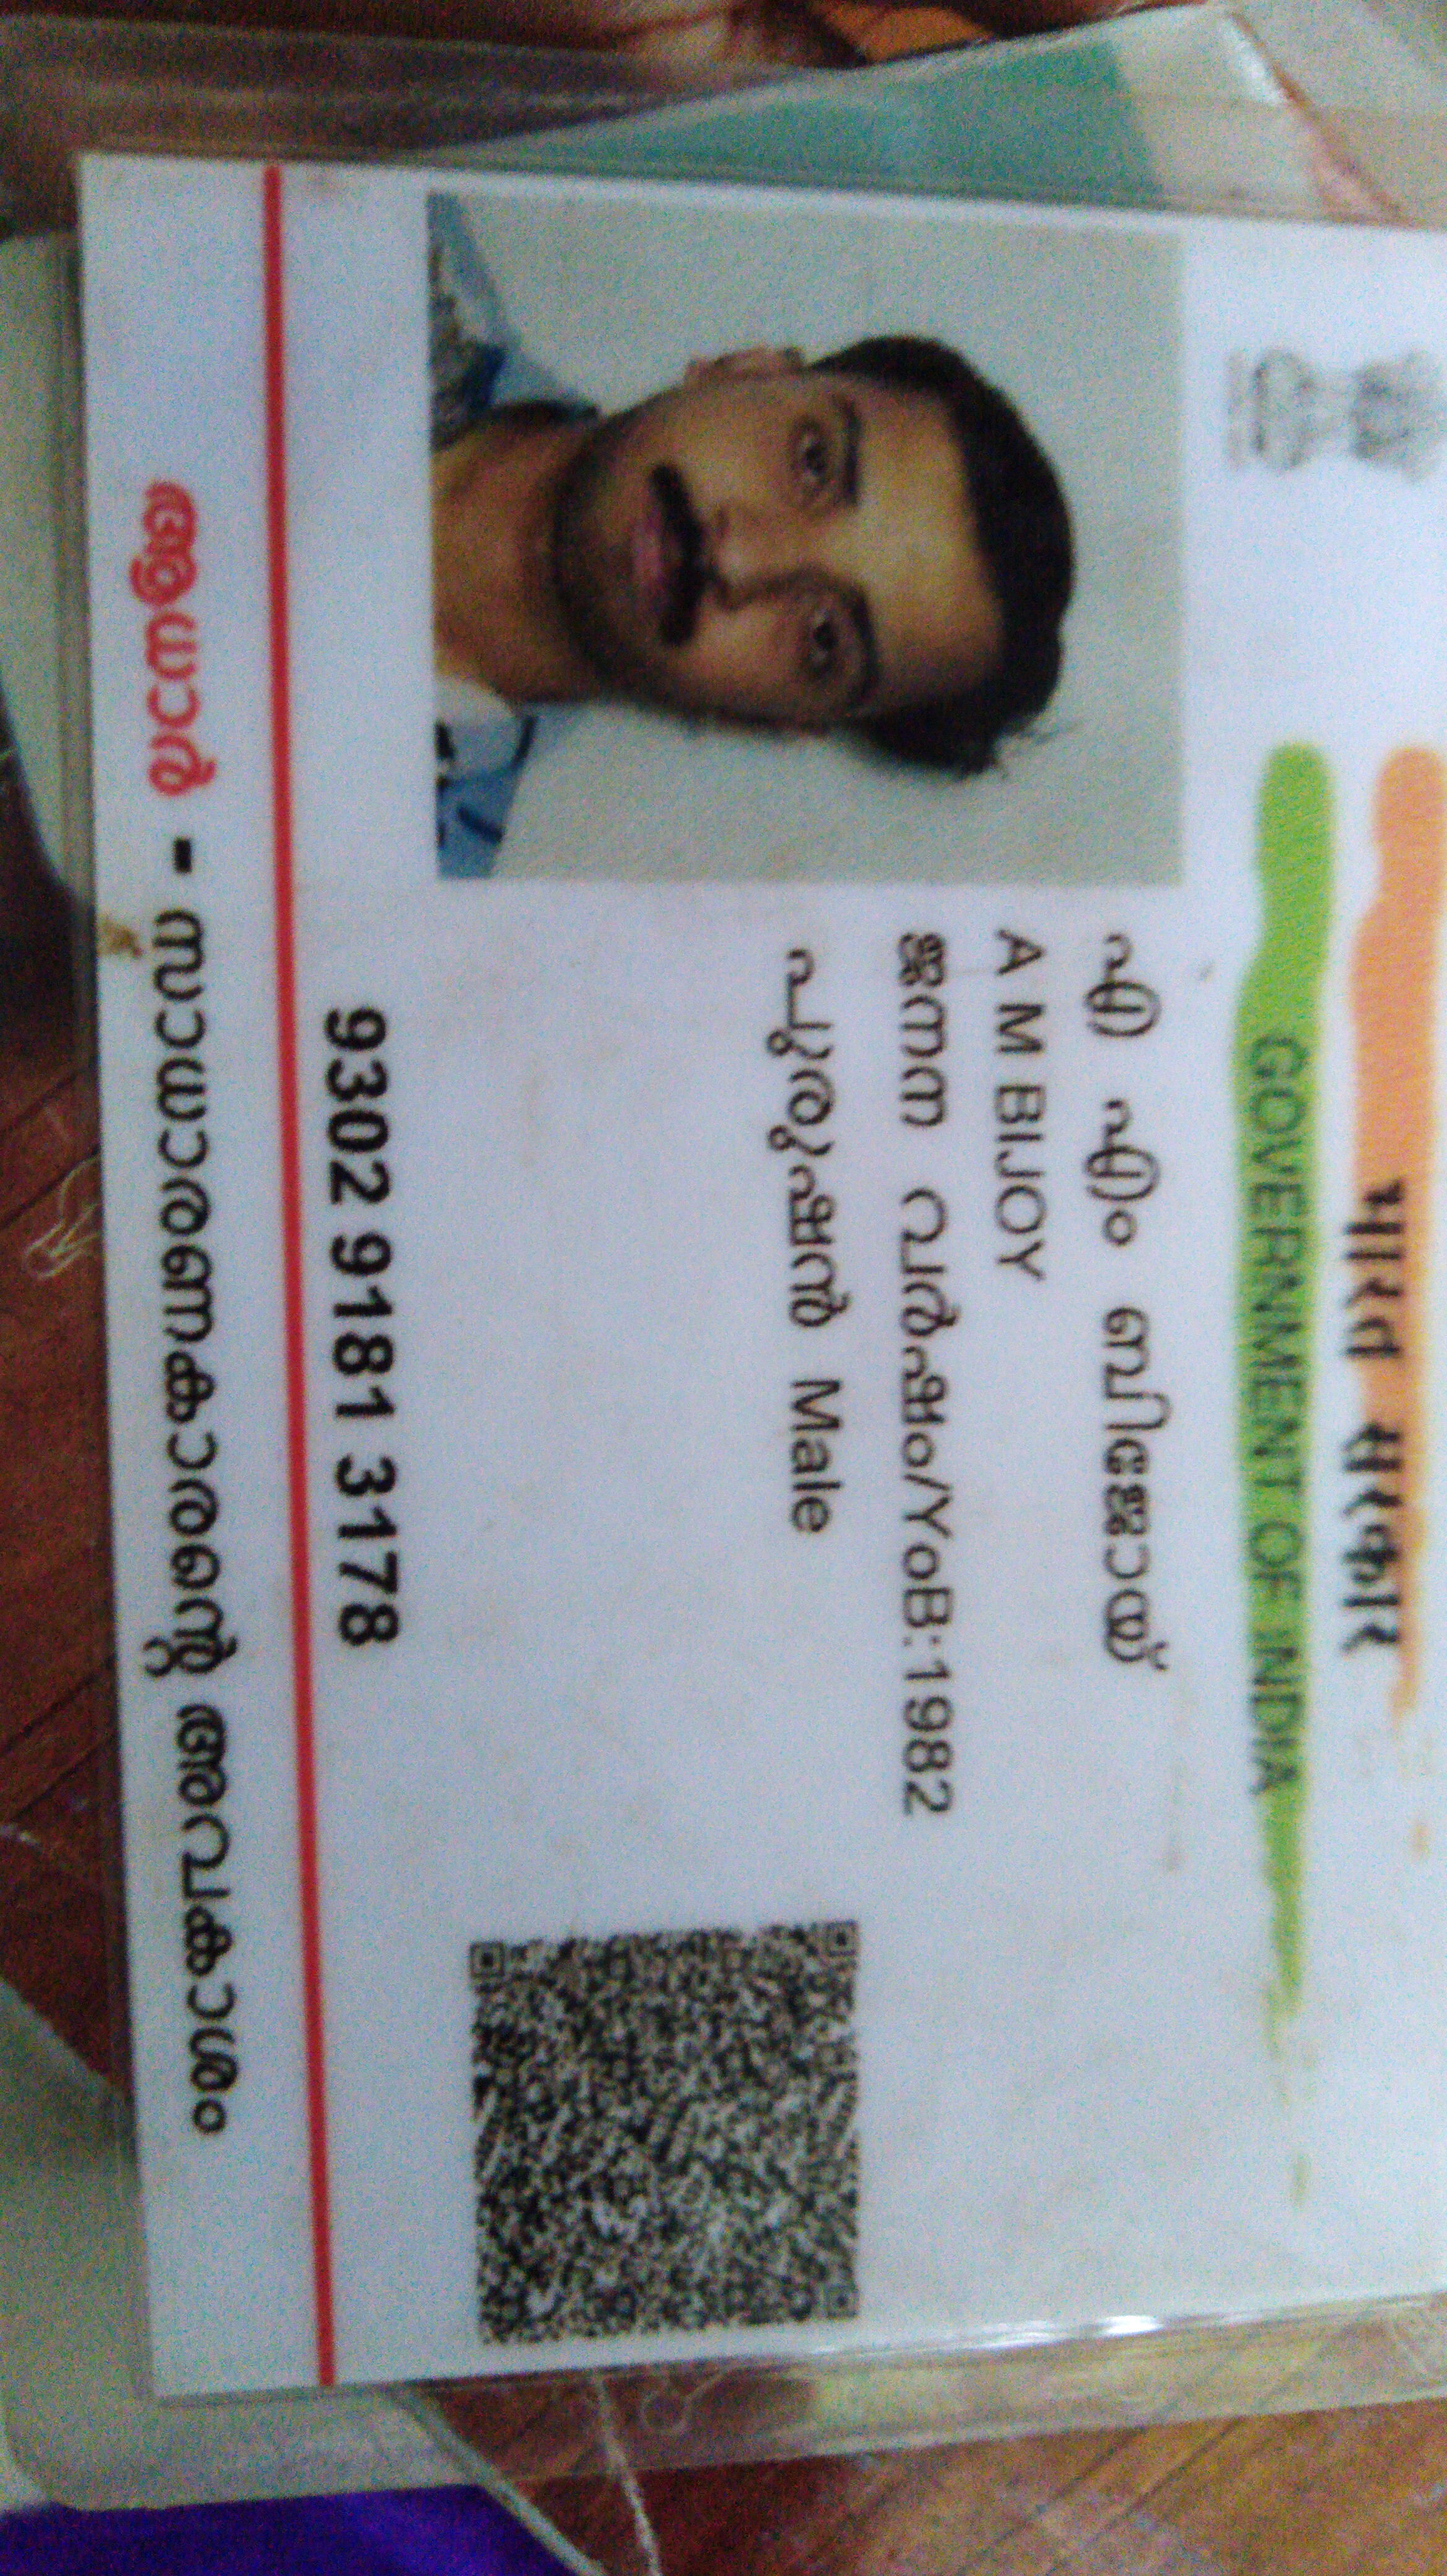 भारत सरकार
GOVERNMENT OF INDIA
എ എം ബിജോയ്
A M BIJOY
ജനന വർഷം/YoB:1982
പുരുഷൻ Male
9302 9181 3178
ആധാർ - സാധാരണക്കാരന്റെ അവകാശം